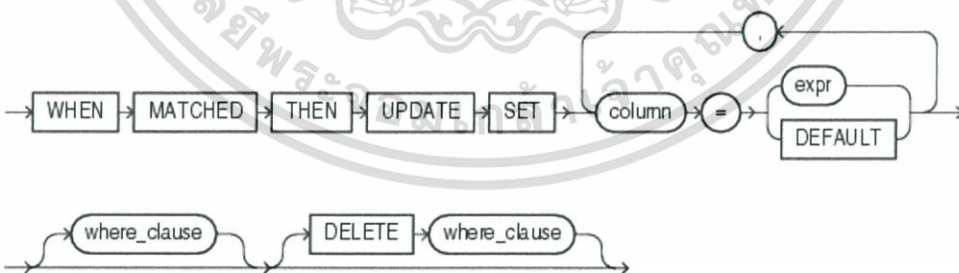 ,
WHEN MATCHED THEN UPDATE SET column = expr
DEFAULT
where_clause DELETE where_clause